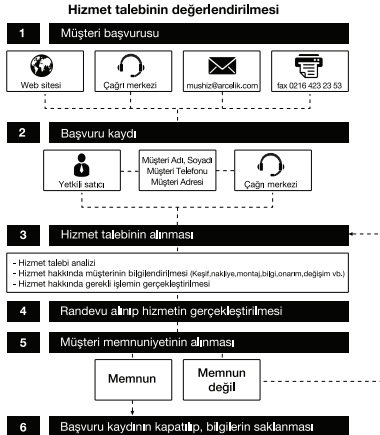 Hizmet talebinin değerlendirilmesi
1 Müşteri başvurusu
Web sitesi
Çağrı merkezi
mushiz@arcelik.com
fax 0216 423 23 53
2 Başvuru kaydı
Yetkili satıcı
Müşteri Adı, Soyadı
Müşteri Telefonu
Müşteri Adresi
Çağrı merkezi
3 Hizmet talebinin alınması
- Hizmet talebi analizi
- Hizmet hakkında müşterinin bilgilendirilmesi (Keşif,nakliye,montaj,bilgi,onarım,değişim vb.)
- Hizmet hakkında gerekli işlemin gerçekleştirilmesi
4 Randevu alınıp hizmetin gerçekleştirilmesi
5 Müşteri memnuniyetinin alınması
Memnun
Memnun
değil
6 Başvuru kaydının kapatılıp, bilgilerin saklanması